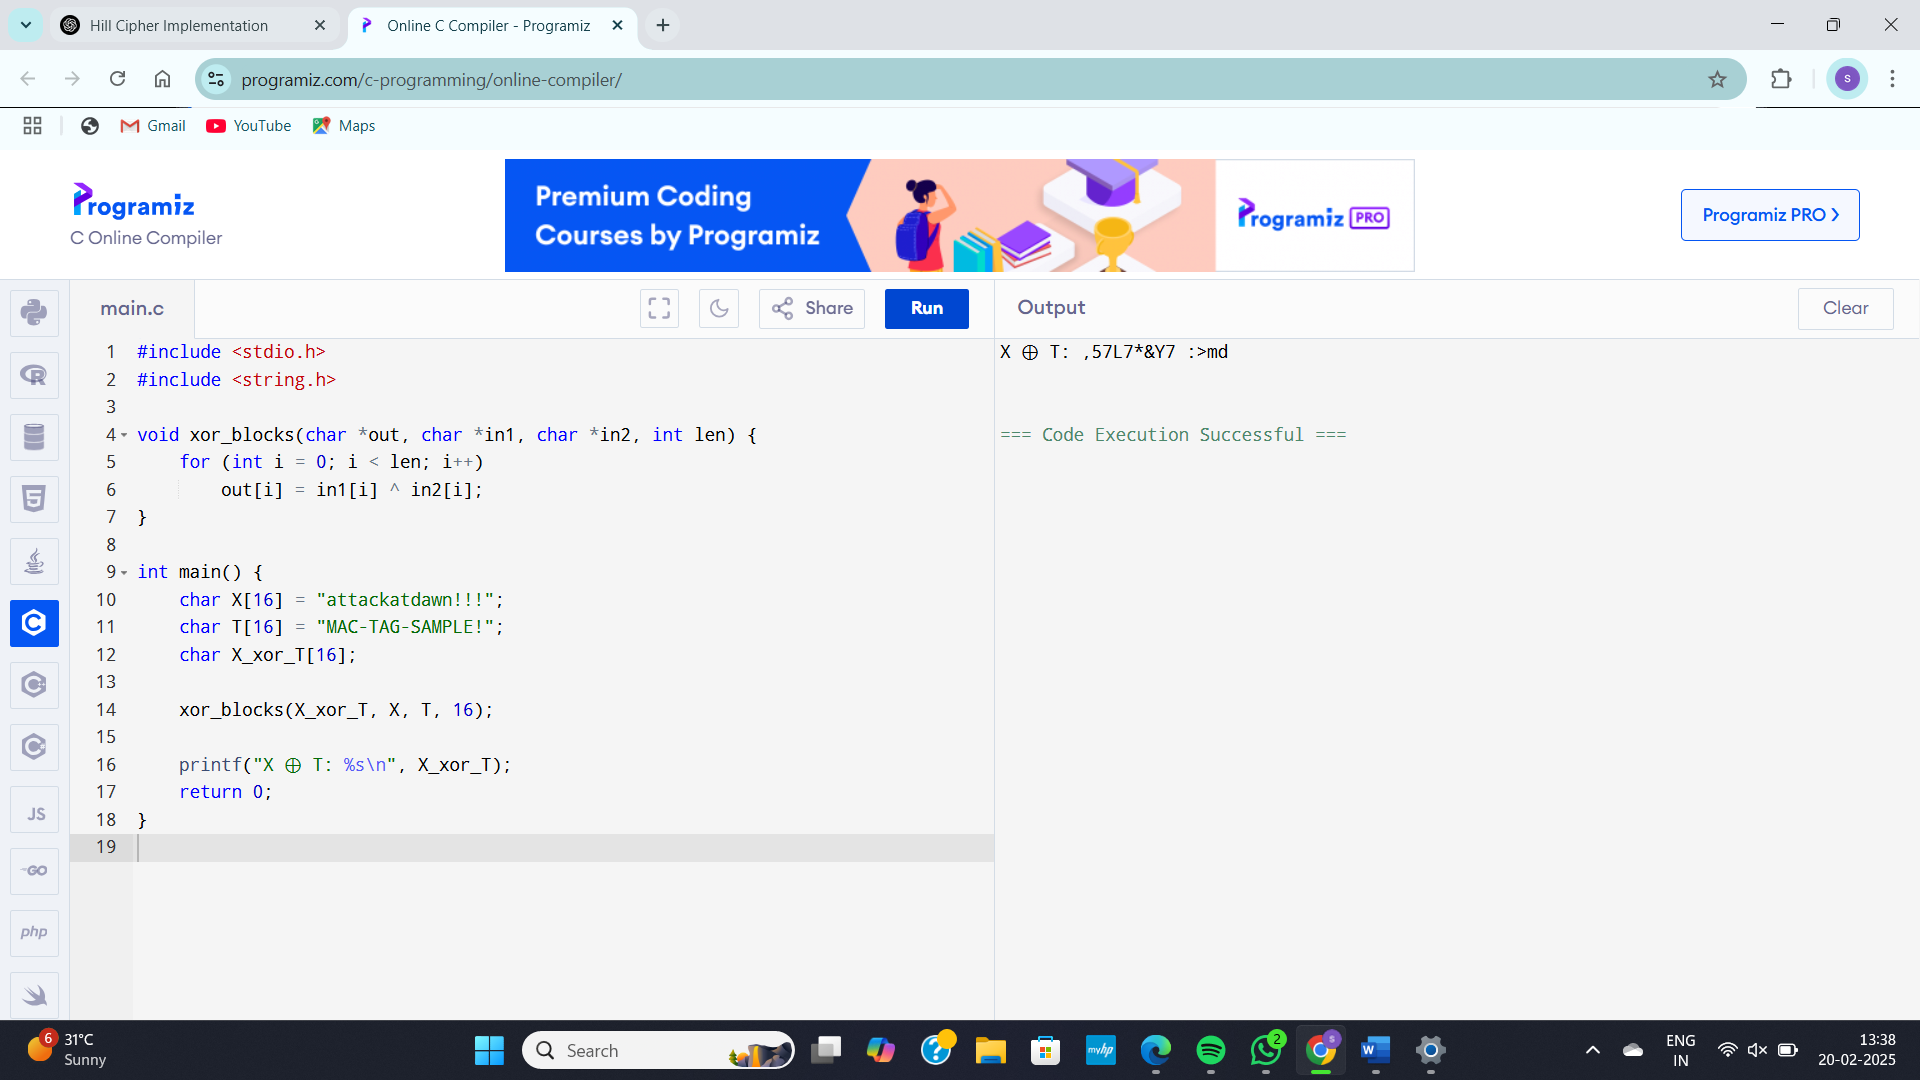 Hill Cipher Implementation
Online C Compiler - Programiz
programiz.com/c-programming/online-compiler/
S
Gmail
YouTube
Maps
Programiz
C Online Compiler
Premium Coding
Courses by Programiz
Programiz PRO
Programiz PRO
main.c
Share
Run
Output
Clear
1 #include <stdio.h>
2 #include <string.h>
3
4 void xor_blocks(char *out, char *in1, char *in2, int len) {
5     for (int i = 0; i < len; i++)
6         out[i] = in1[i] ^ in2[i];
7 }
8
9 int main() {
10     char X[16] = "attackatdawn!!!";
11     char T[16] = "MAC-TAG-SAMPLE!";
12     char X_xor_T[16];
13
14     xor_blocks(X_xor_T, X, T, 16);
15
16     printf("X ⊕ T: %s\n", X_xor_T);
17     return 0;
18 }
19
X ⊕ T: ,57L7*&Y7 :>md
=== Code Execution Successful ===
JS
GO
php
6
31°C
Sunny
Search
myhp
2
S
W
ENG
IN
13:38
20-02-2025